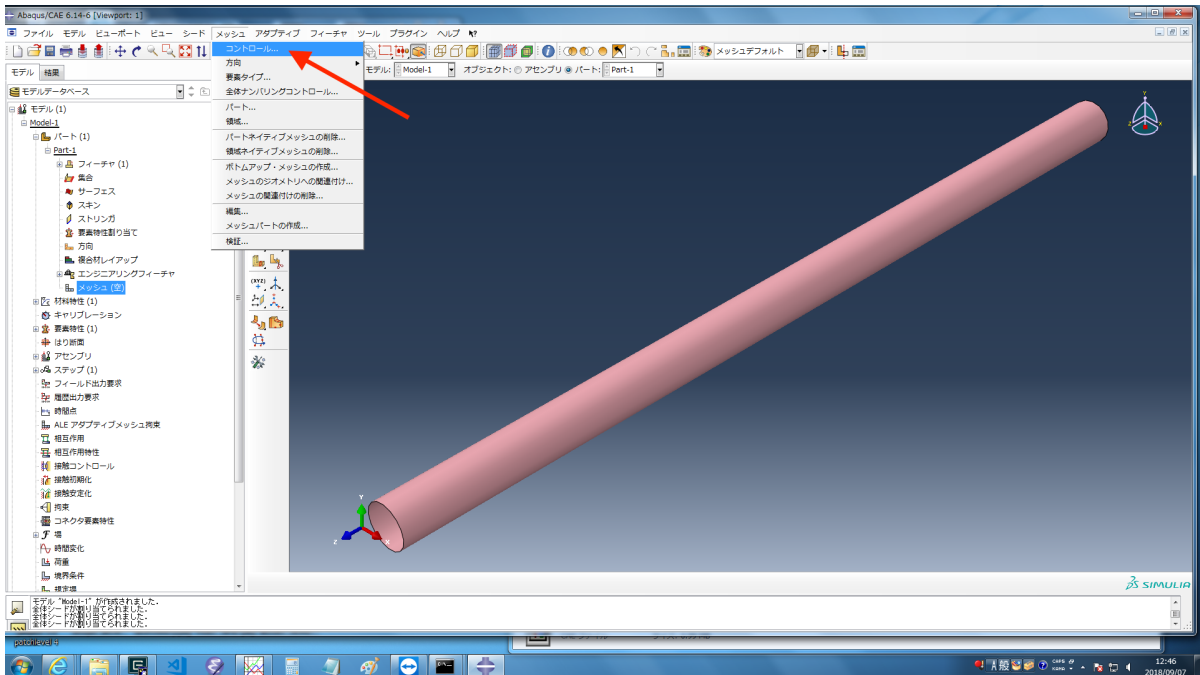 Abaqus/CAE 6.14-6 [Viewport: 1]
ファイル モデル ビューポート ビュー シード メッシュ アダプティブ フィーチャ ツール プラグイン ヘルプ
メッシュデフォルト
モデル 結果
モデル: Model-1 オブジェクト: アセンブリ パート: Part-1
モデルデータベース
モデル (1)
Model-1
パート (1)
Part-1
フィーチャ (1)
集合
サーフェス
スキン
ストリンガ
要素特性割り当て
方向
複合材レイアップ
エンジニアリングフィーチャ
メッシュ (空)
材料特性 (1)
キャリブレーション
要素特性 (1)
はり断面
アセンブリ
ステップ (1)
フィールド出力要求
履歴出力要求
時間点
ALE アダプティブメッシュ拘束
相互作用
相互作用特性
接触コントロール
接触初期化
接触安定化
拘束
コネクタ要素特性
場
時間変化
荷重
境界条件
規定場
コントロール...
方向
要素タイプ...
全体ナンバリングコントロール...
パート...
領域...
パートネイティブメッシュの削除...
領域ネイティブメッシュの削除...
ボトムアップ・メッシュの作成...
メッシュのジオメトリへの関連付け...
メッシュの関連付けの削除...
編集...
メッシュパートの作成...
検証...
(XYZ)
Y
Z
X
Y
Z
X
SIMULIA
モデル "Model-1" が作成されました.
全体シードが割り当てられました.
全体シードが割り当てられました.
全体シードが割り当てられました.
A 般
CAPS
KANA
12:46
2018/09/07